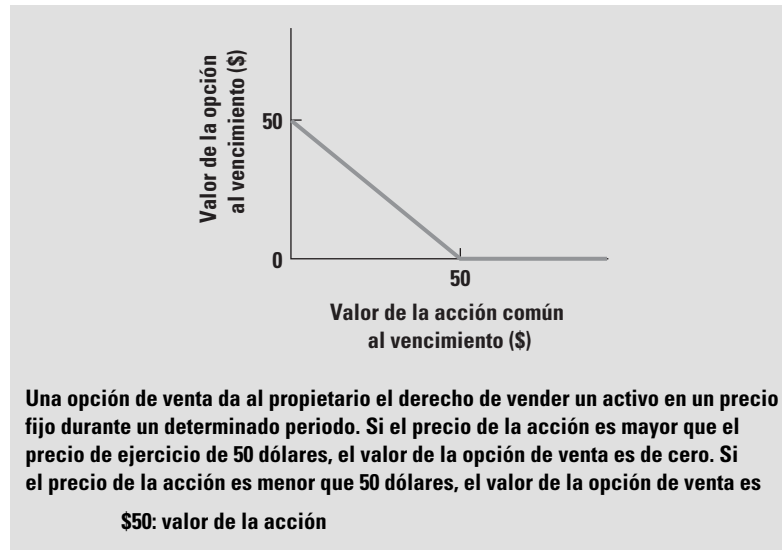 Valor de la opción
al vencimiento ($)
50
0
50
Valor de la acción común
al vencimiento ($)
Una opción de venta da al propietario el derecho de vender un activo en un precio
fijo durante un determinado periodo. Si el precio de la acción es mayor que el
precio de ejercicio de 50 dólares, el valor de la opción de venta es de cero. Si
el precio de la acción es menor que 50 dólares, el valor de la opción de venta es
$50: valor de la acción